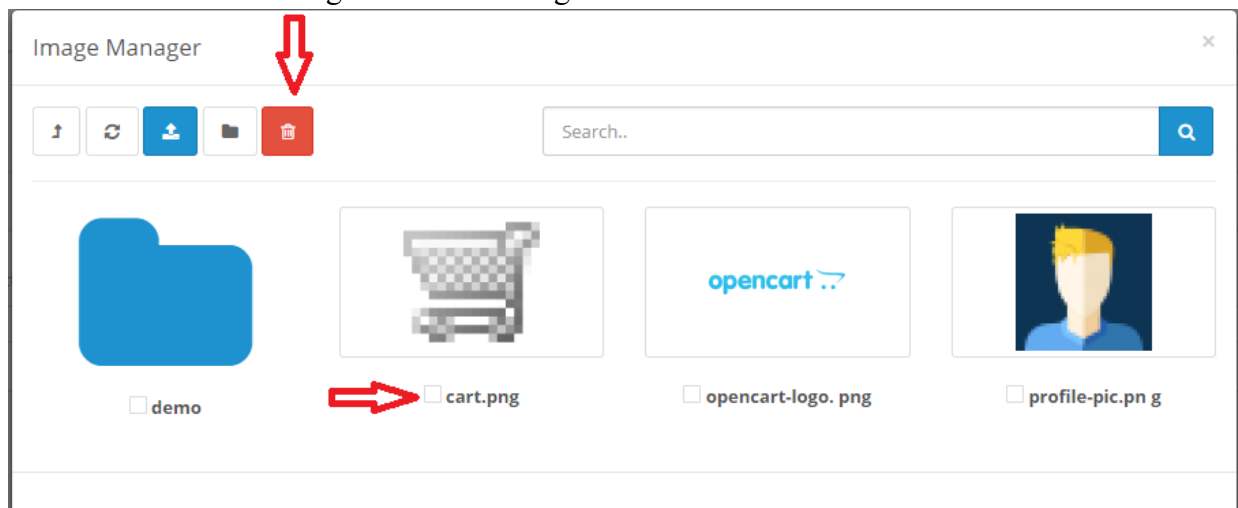 Image Manager
×
Search..
opencart
demo
cart.png
opencart-logo. png
profile-pic.pn g